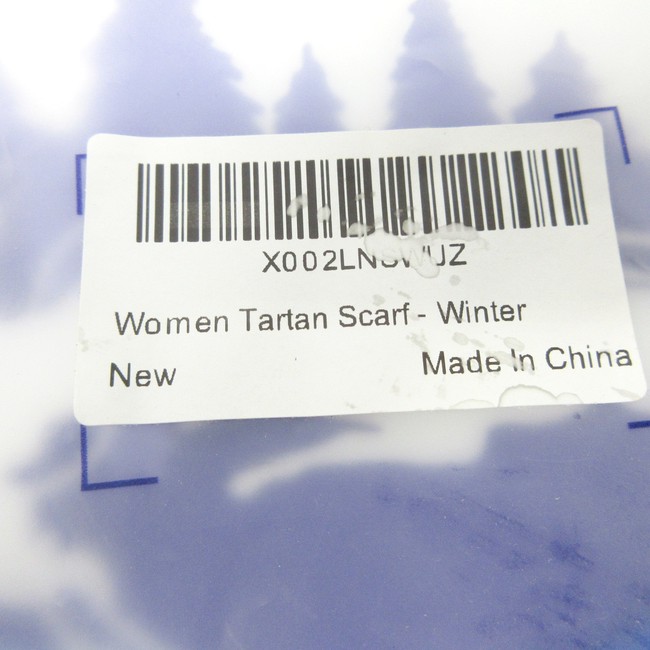 Women Tartan Scarf - Winter
New
Made In China